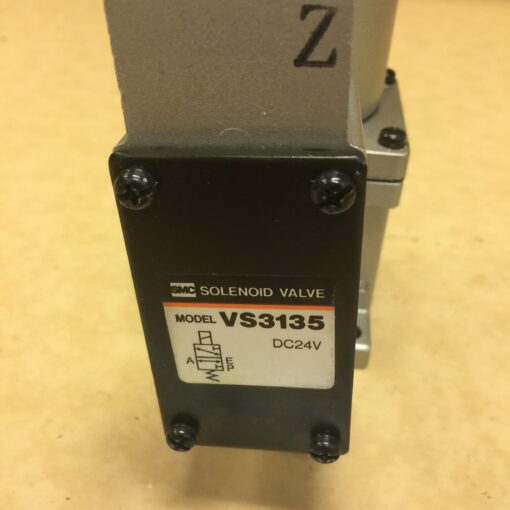 Z
SMC SOLENOID VALVE
MODEL VS3135
DC24V
A E
P